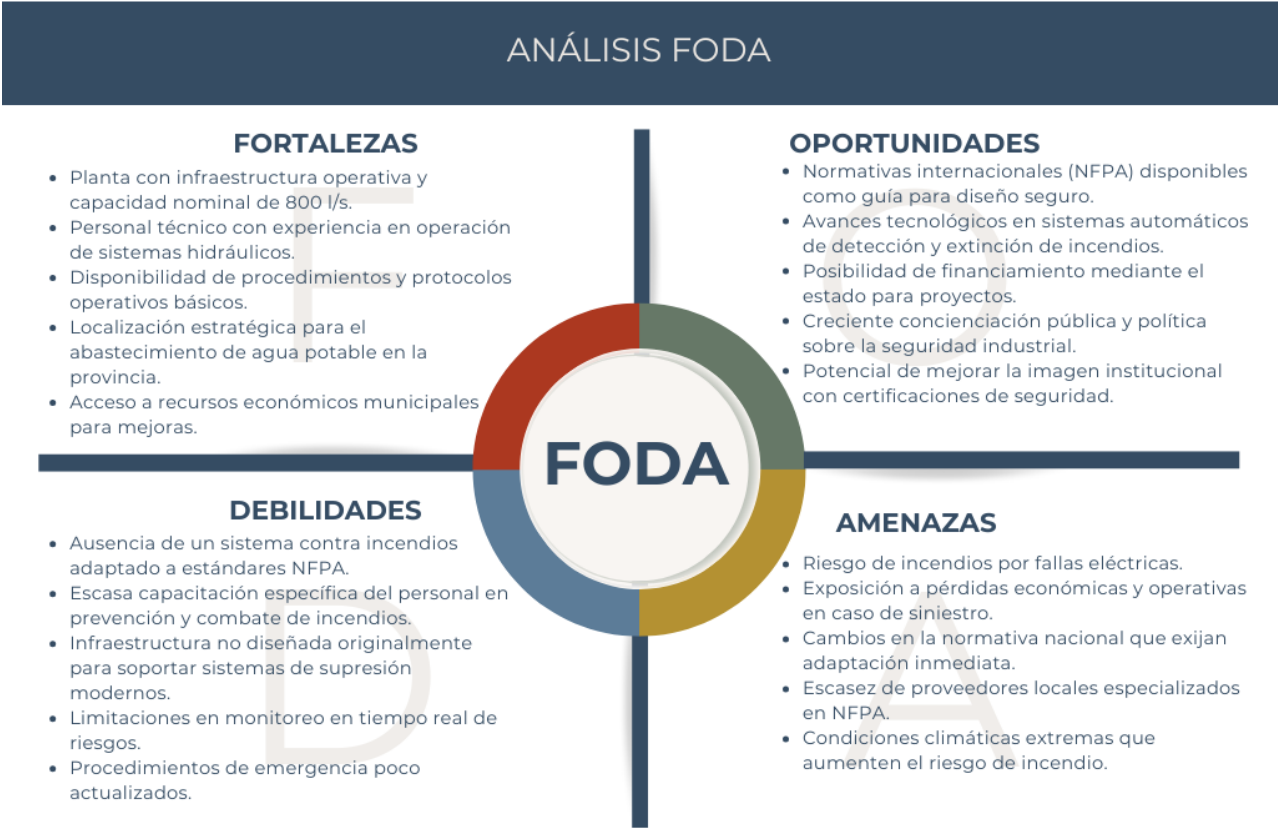 ANÁLISIS FODA
FORTALEZAS
• Planta con infraestructura operativa y
capacidad nominal de 800 l/s.
• Personal técnico con experiencia en operación
de sistemas hidráulicos.
• Disponibilidad de procedimientos y protocolos
operativos básicos.
• Localización estratégica para el
abastecimiento de agua potable en la
provincia.
• Acceso a recursos económicos municipales
para mejoras.
F
OPORTUNIDADES
• Normativas internacionales (NFPA) disponibles
como guía para diseño seguro.
• Avances tecnológicos en sistemas automáticos
de detección y extinción de incendios.
• Posibilidad de financiamiento mediante el
estado para proyectos.
• Creciente concienciación pública y política
sobre la seguridad industrial.
• Potencial de mejorar la imagen institucional
con certificaciones de seguridad.
O
FODA
DEBILIDADES
• Ausencia de un sistema contra incendios
adaptado a estándares NFPA.
• Escasa capacitación específica del personal en
prevención y combate de incendios.
• Infraestructura no diseñada originalmente
para soportar sistemas de supresión
modernos.
• Limitaciones en monitoreo en tiempo real de
riesgos.
• Procedimientos de emergencia poco
actualizados.
D
AMENAZAS
• Riesgo de incendios por fallas eléctricas.
• Exposición a pérdidas económicas y operativas
en caso de siniestro.
• Cambios en la normativa nacional que exijan
adaptación inmediata.
• Escasez de proveedores locales especializados
en NFPA.
• Condiciones climáticas extremas que
aumenten el riesgo de incendio.
A